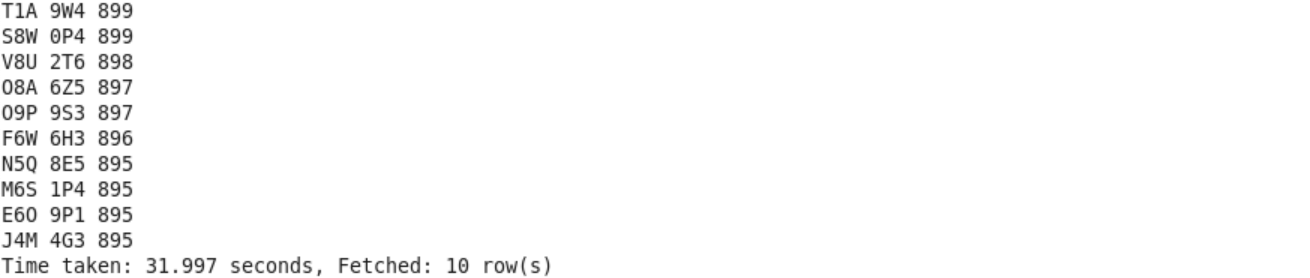 T1A 9W4 899
S8W 0P4 899
V8U 2T6 898
O8A 6Z5 897
O9P 9S3 897
F6W 6H3 896
N5Q 8E5 895
M6S 1P4 895
E6O 9P1 895
J4M 4G3 895
Time taken: 31.997 seconds, Fetched: 10 row(s)